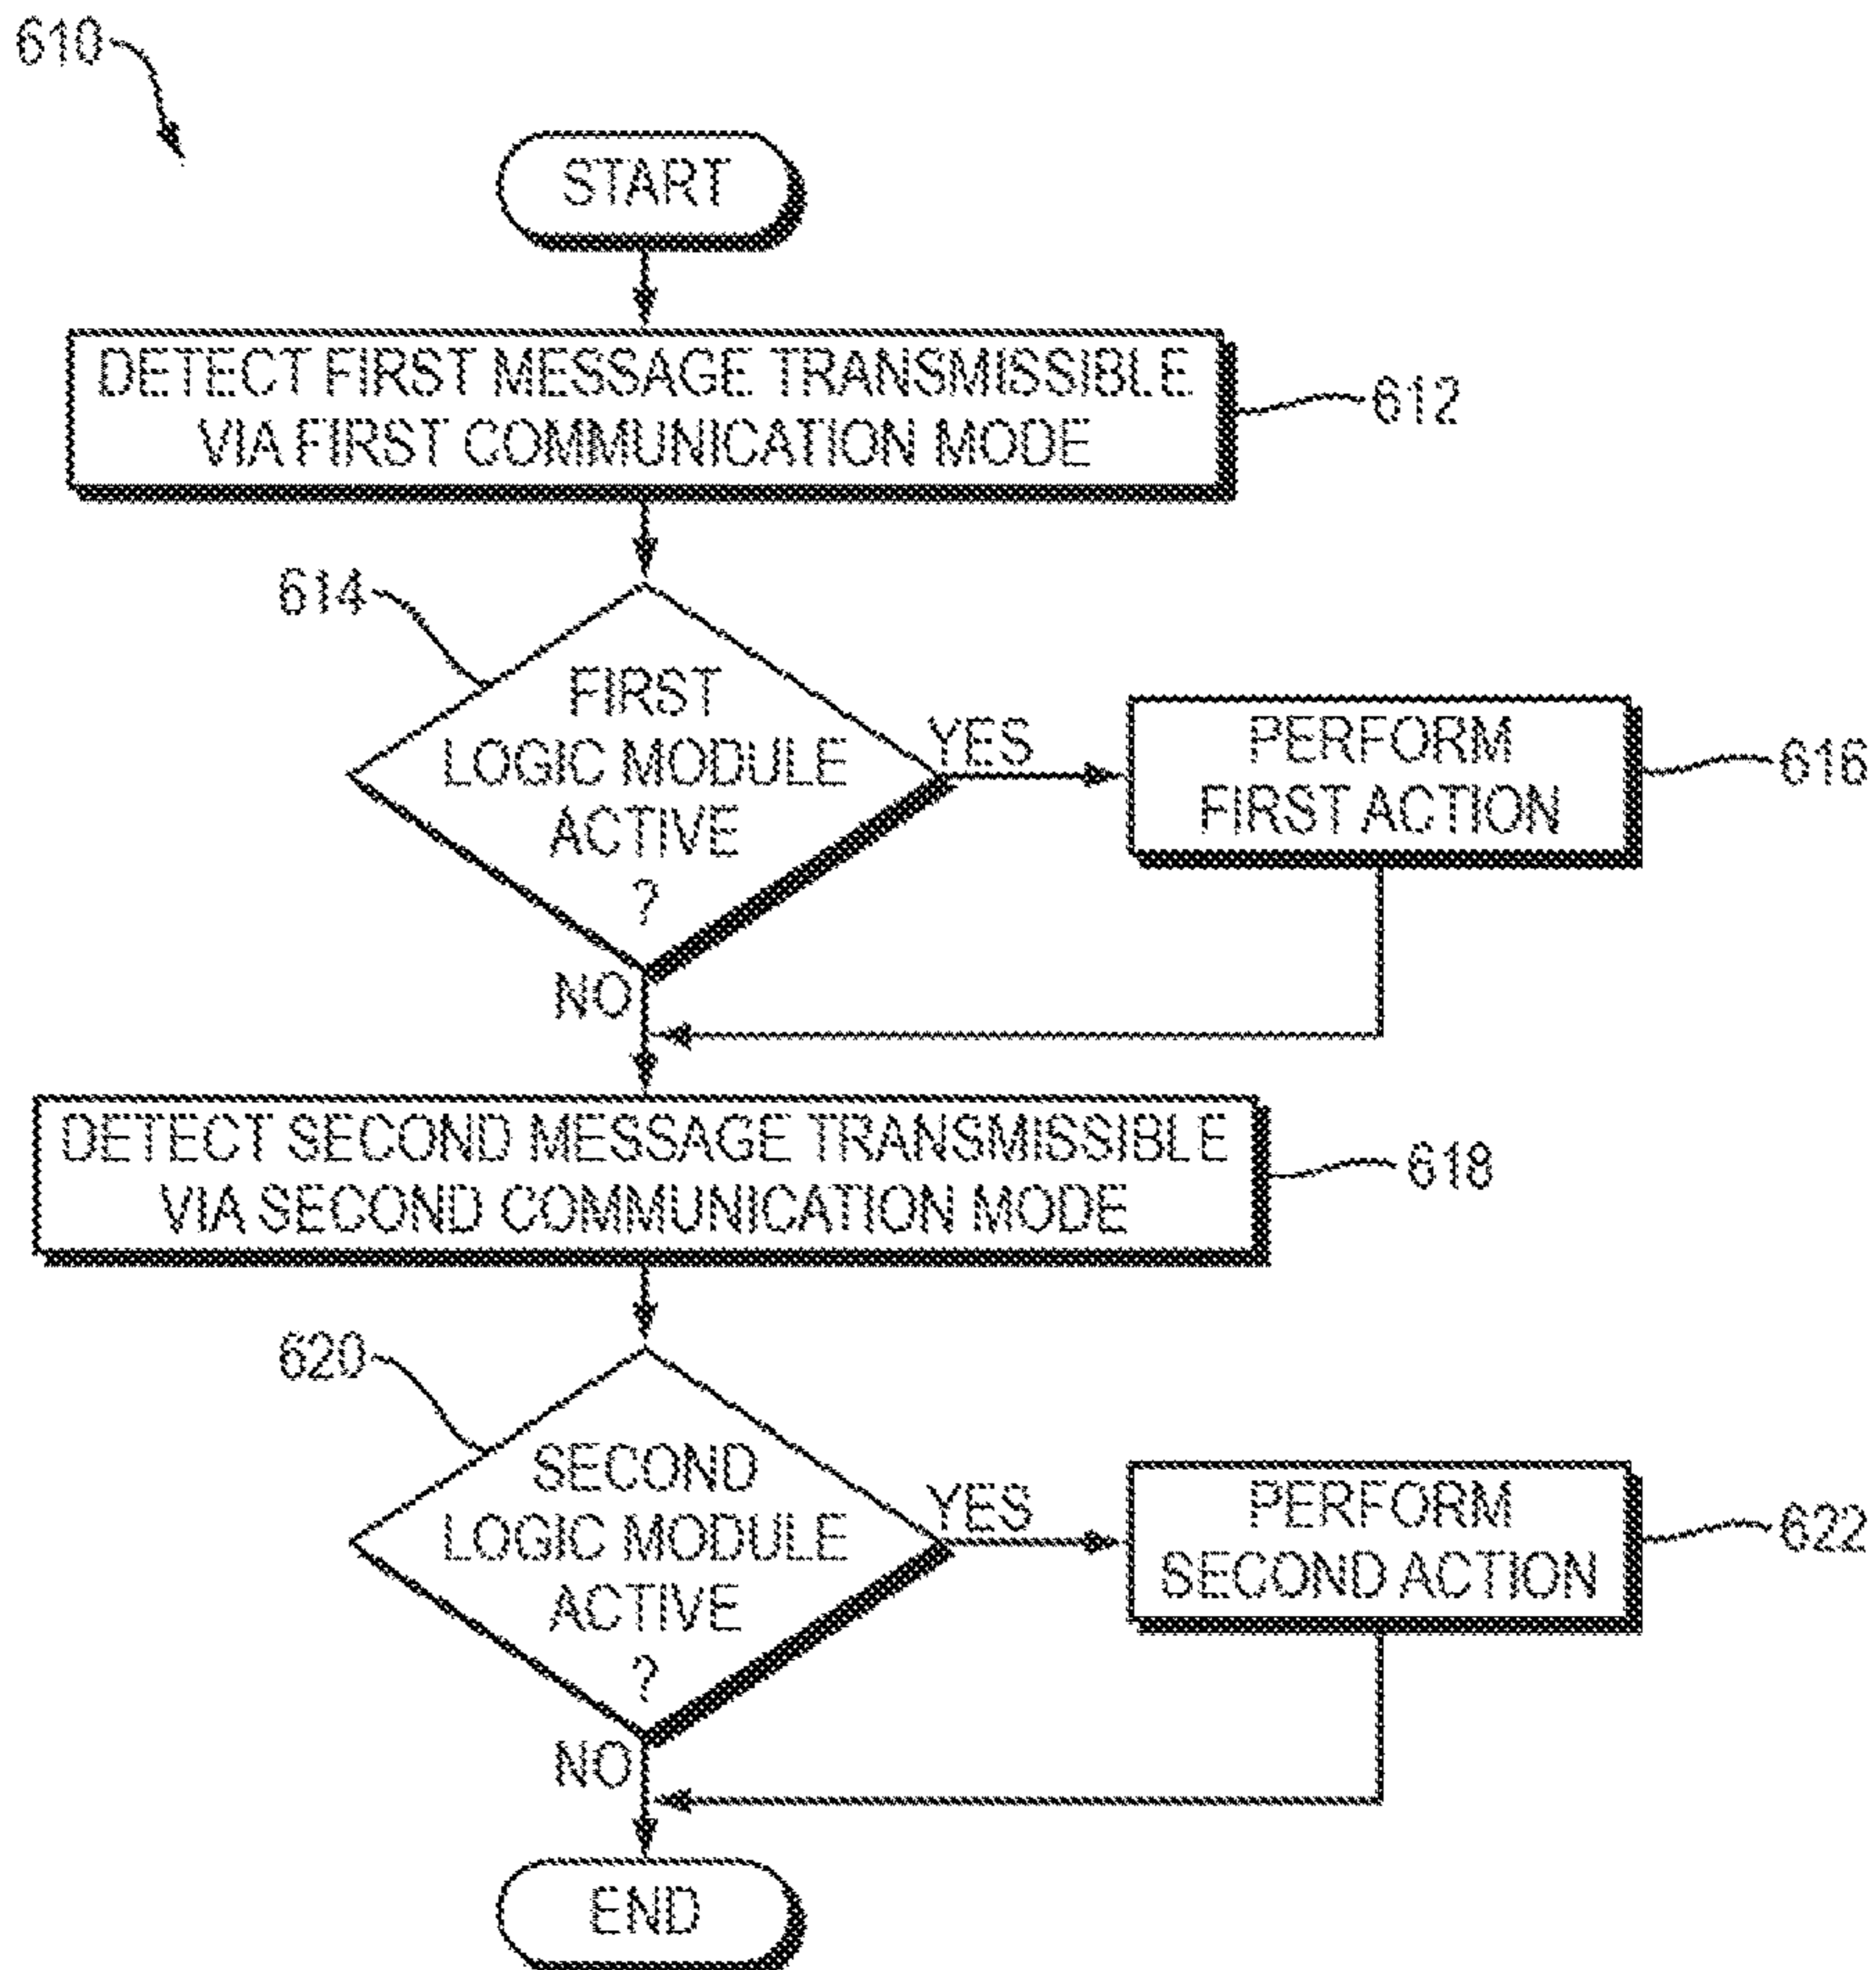 610
START
DETECT FIRST MESSAGE TRANSMISSIBLE
VIA FIRST COMMUNICATION MODE
612
614
FIRST
LOGIC MODULE
ACTIVE
?
YES
PERFORM
FIRST ACTION
616
NO
DETECT SECOND MESSAGE TRANSMISSIBLE
VIA SECOND COMMUNICATION MODE
618
620
SECOND
LOGIC MODULE
ACTIVE
?
YES
PERFORM
SECOND ACTION
622
NO
END